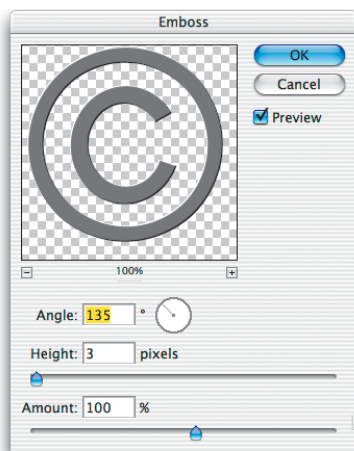 Emboss
OK
Cancel
Preview
100%
Angle: 135 °
Height: 3 pixels
Amount: 100 %